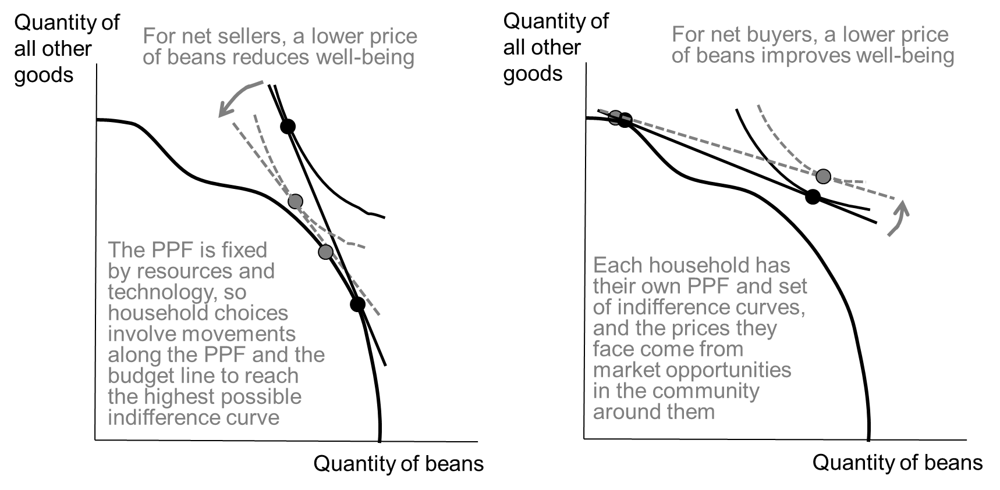 Quantity of
all other
goods
For net sellers, a lower price
of beans reduces well-being
The PPF is fixed
by resources and
technology, so
household choices
involve movements
along the PPF and the
budget line to reach
the highest possible
indifference curve
Quantity of beans
Quantity of
all other
goods
For net buyers, a lower price
of beans improves well-being
Each household has
their own PPF and set
of indifference curves,
and the prices they
face come from
market opportunities
in the community
around them
Quantity of beans